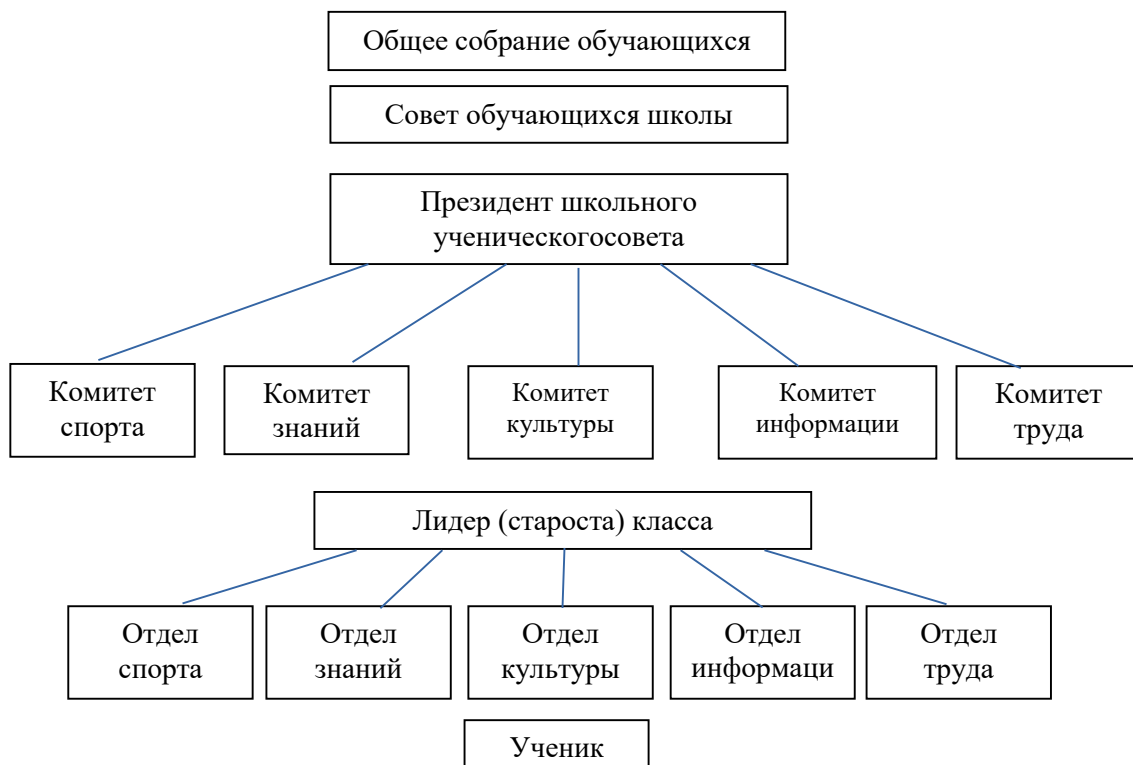 Общее собрание обучающихся
Совет обучающихся школы
Президент школьного
ученическогосовета
Комитет
спорта
Комитет
знаний
Комитет
культуры
Комитет
информации
Комитет
труда
Лидер (староста) класса
Отдел
спорта
Отдел
знаний
Отдел
культуры
Отдел
информаци
Отдел
труда
Ученик